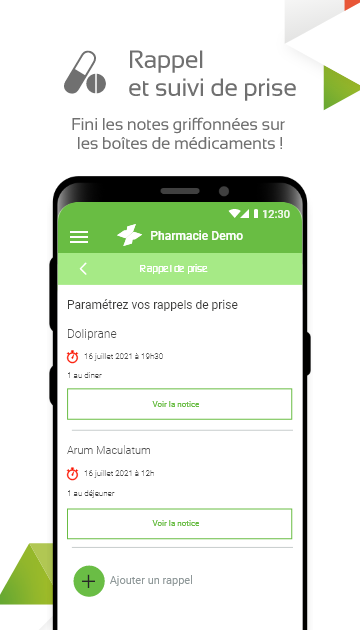 Rappel
et suivi de prise
Fini les notes griffonnées sur
les boîtes de médicaments !
12:30
Pharmacie Demo
Rappel de prise
Paramétrez vos rappels de prise
Doliprane
16 juillet 2021 à 19h30
1 au diner
Voir la notice
Arum Maculatum
16 juillet 2021 à 12h
1 au déjeuner
Voir la notice
Ajouter un rappel